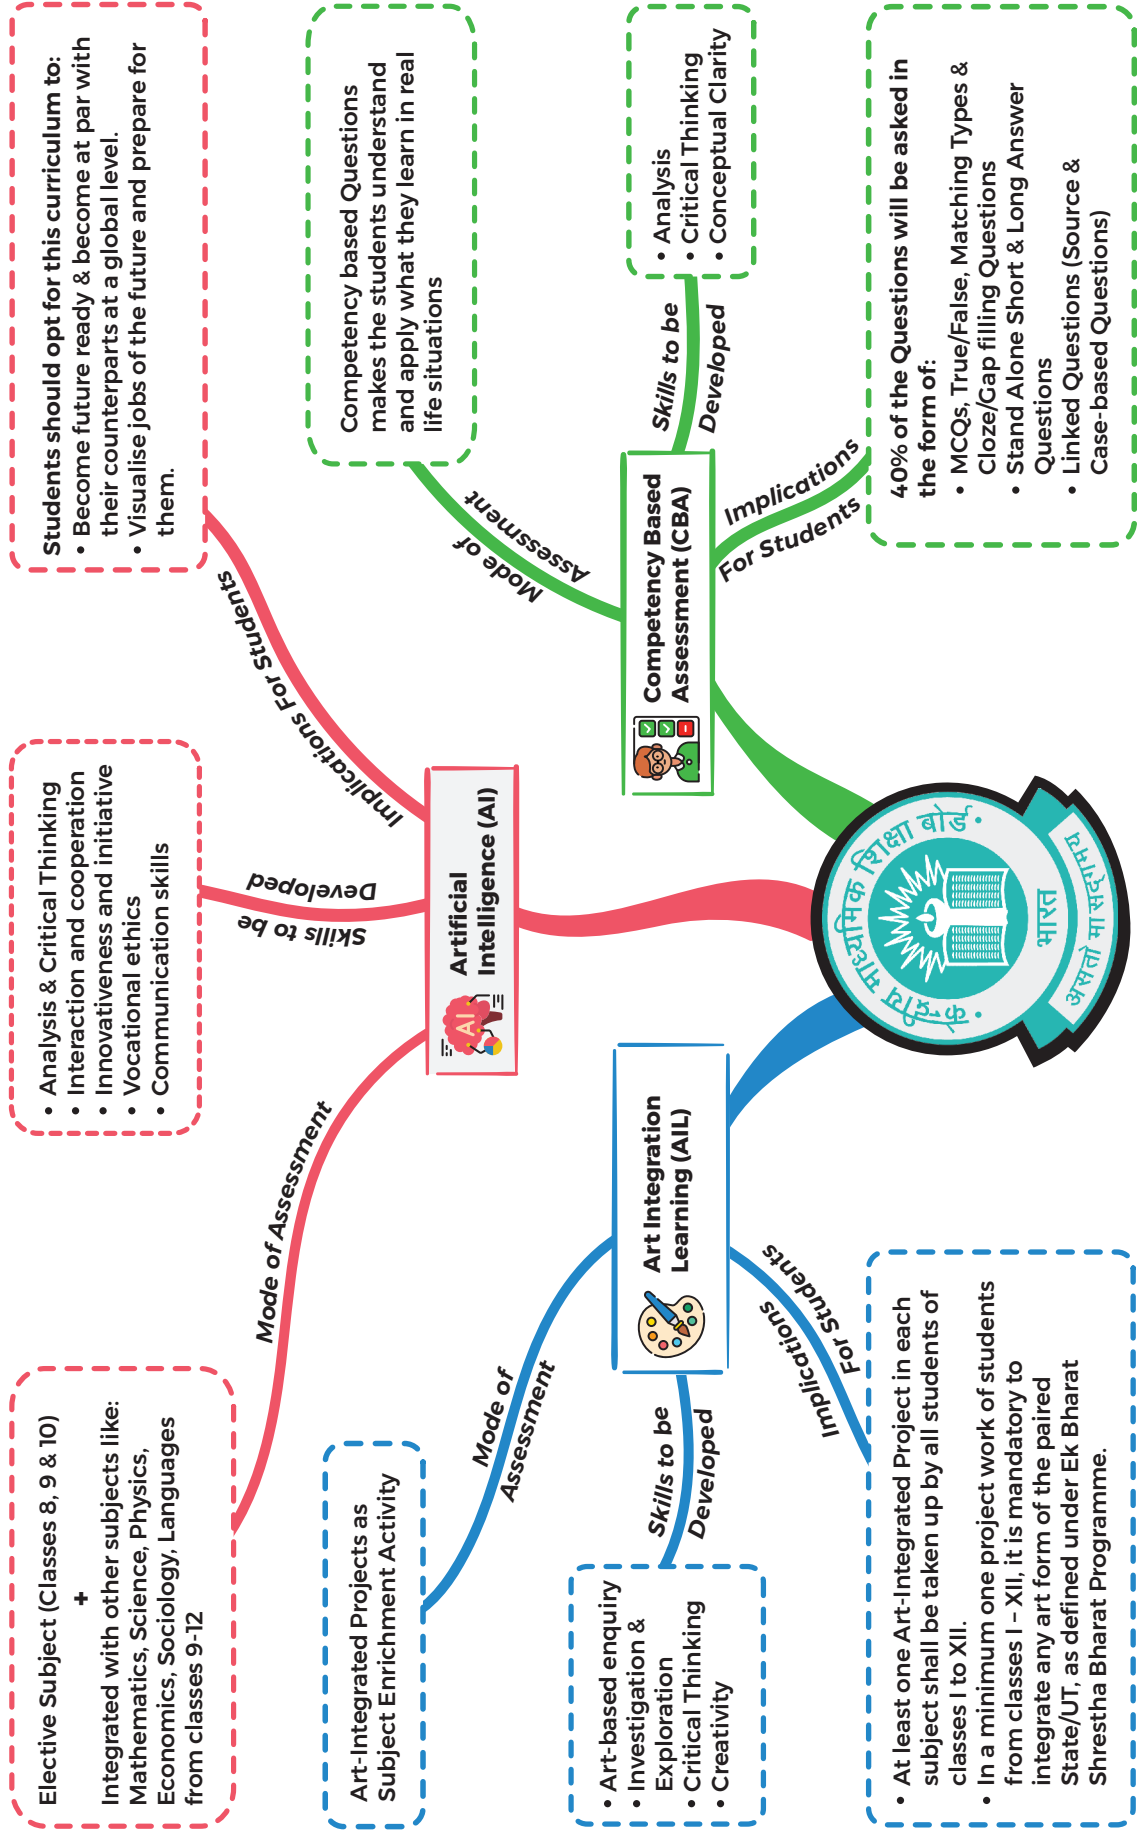 Elective Subject (Classes 8, 9 & 10)
+
Integrated with other subjects like:
Mathematics, Science, Physics,
Economics, Sociology, Languages
from classes 9-12
Mode of Assessment
• Analysis & Critical Thinking
• Interaction and cooperation
• Innovativeness and initiative
• Vocational ethics
• Communication skills
Skills to be
Developed
Students should opt for this curriculum to:
• Become future ready & become at par with
their counterparts at a global level.
• Visualise jobs of the future and prepare for
them.
Implications For Students
AI
Artificial
Intelligence (AI)
Art-Integrated Projects as
Subject Enrichment Activity
Mode of
Assessment
• Art-based enquiry
• Investigation &
Exploration
• Critical Thinking
• Creativity
Skills to be
Developed
Art Integration
Learning (AIL)
Implications
For Students
• At least one Art-Integrated Project in each
subject shall be taken up by all students of
classes I to XII.
• In a minimum one project work of students
from classes I – XII, it is mandatory to
integrate any art form of the paired
State/UT, as defined under Ek Bharat
Shrestha Bharat Programme.
Competency based Questions
makes the students understand
and apply what they learn in real
life situations
Mode of
Assessment
Competency Based
Assessment (CBA)
Skills to be
Developed
• Analysis
• Critical Thinking
• Conceptual Clarity
Implications
For Students
40% of the Questions will be asked in
the form of:
• MCQs, True/False, Matching Types &
Cloze/Gap filling Questions
• Stand Alone Short & Long Answer
Questions
• Linked Questions (Source &
Case-based Questions)
• केन्द्रीय माध्यमिक शिक्षा बोर्ड •
भारत
असतो मा सद्गमय